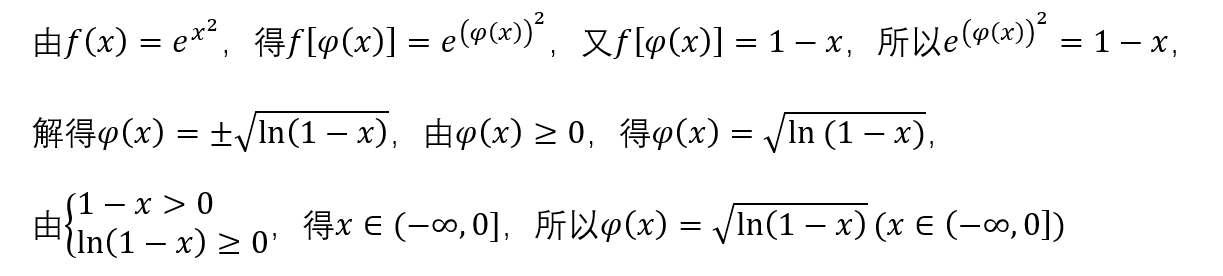 由f(x) = e^{x^2}，得f[φ(x)] = e^{(φ(x))^2}，又f[φ(x)] = 1 − x，所以e^{(φ(x))^2} = 1 − x，
解得φ(x) = ±√(ln(1 − x))，由φ(x) ≥ 0，得φ(x) = √(ln (1 − x))，
由{1 − x > 0, ln(1 − x) ≥ 0，得x ∈ (−∞, 0]，所以φ(x) = √(ln(1 − x)) (x ∈ (−∞, 0])